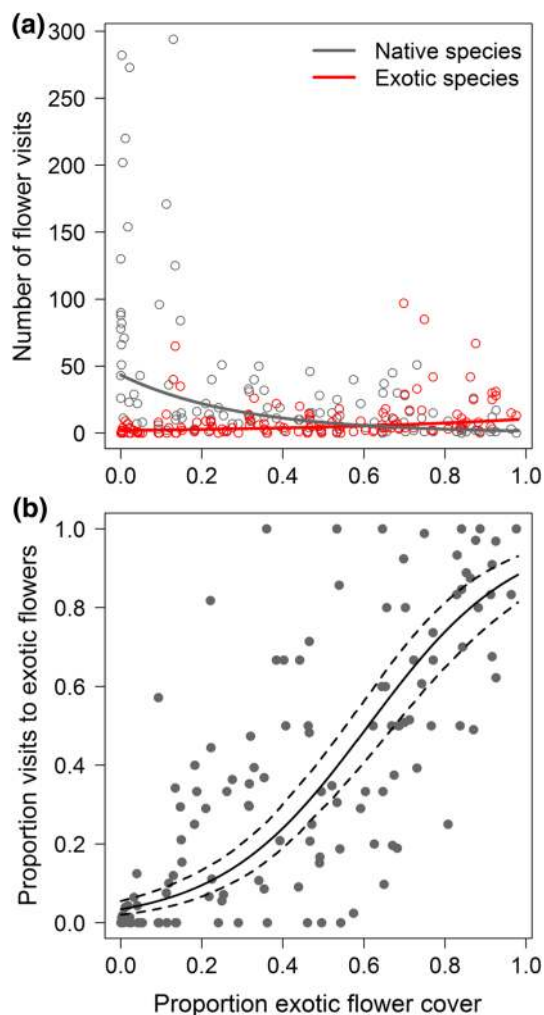 (a)
300
250
200
150
100
50
0
Number of flower visits
Native species
Exotic species
0.0 0.2 0.4 0.6 0.8 1.0
(b)
1.0
0.8
0.6
0.4
0.2
0.0
Proportion visits to exotic flowers
0.0 0.2 0.4 0.6 0.8 1.0
Proportion exotic flower cover